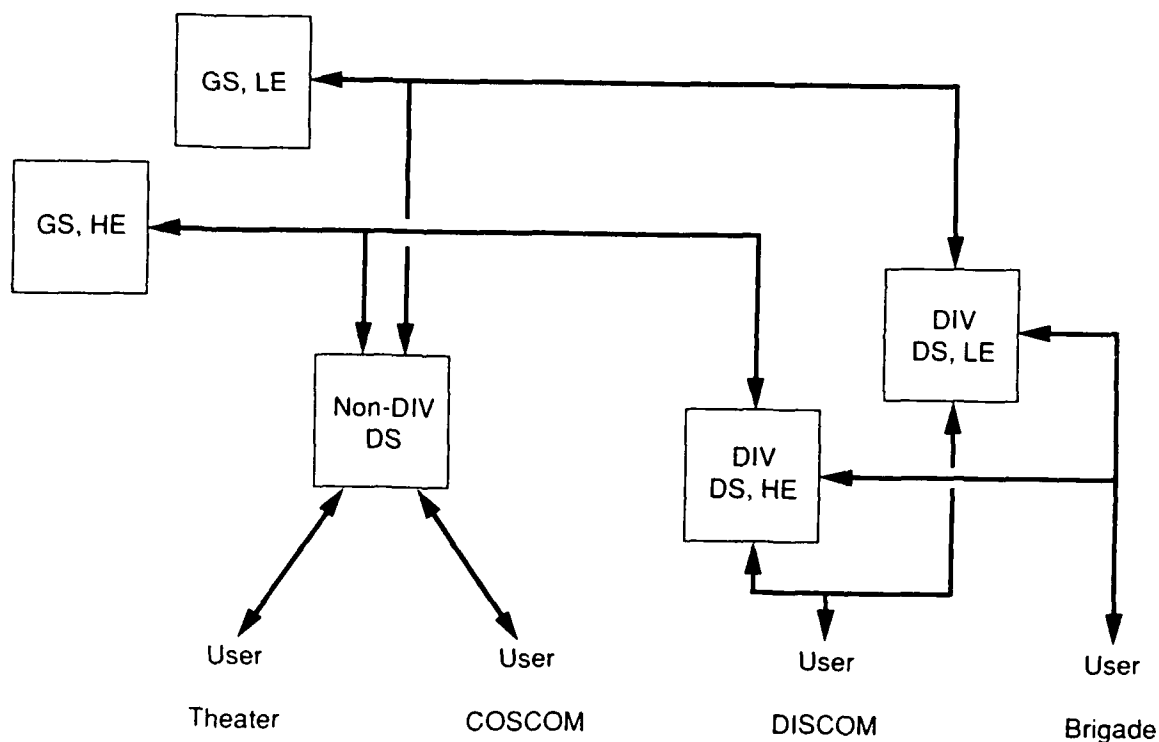 GS, LE
GS, HE
DIV
DS, LE
Non-DIV
DS
DIV
DS, HE
User
User
User
User
Theater
COSCOM
DISCOM
Brigade